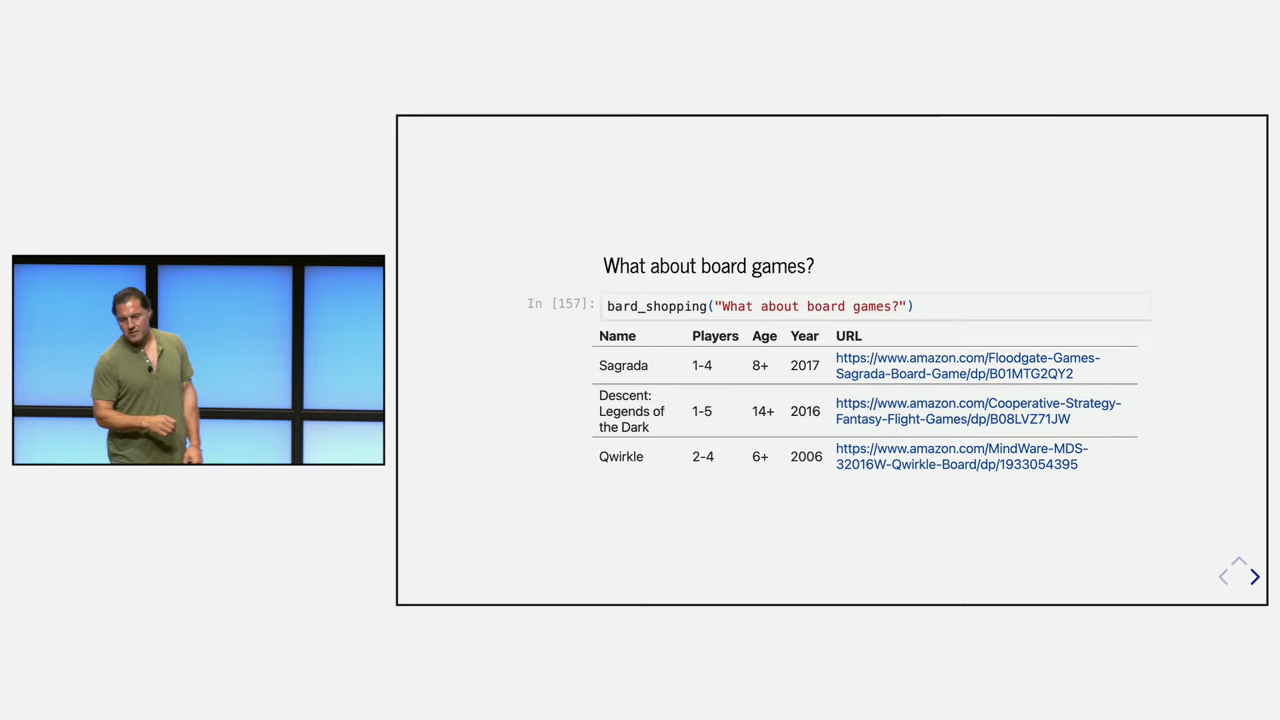 What about board games?
In [157]: bard_shopping("What about board games?")
Name Players Age Year URL
Sagrada 1-4 8+ 2017 https://www.amazon.com/Floodgate-Games-
Sagrada-Board-Game/dp/B01MTG2QY2
Descent:
Legends of
the Dark 1-5 14+ 2016 https://www.amazon.com/Cooperative-Strategy-
Fantasy-Flight-Games/dp/B08LVZ71JW
Qwirkle 2-4 6+ 2006 https://www.amazon.com/MindWare-MDS-
32016W-Qwirkle-Board/dp/1933054395